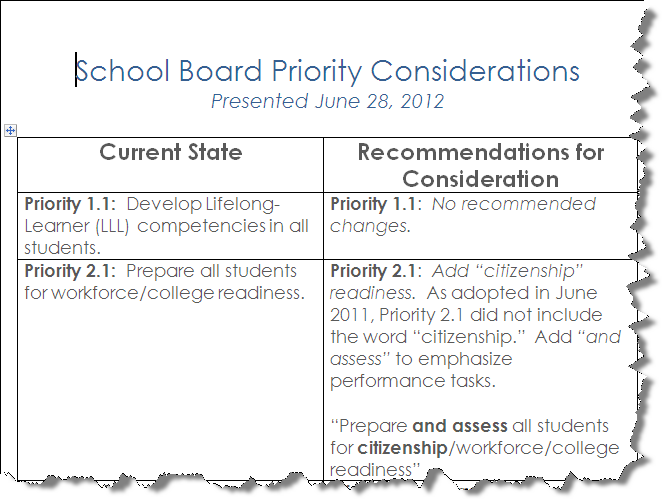 School Board Priority Considerations
Presented June 28, 2012
Current State
Recommendations for
Consideration
Priority 1.1:  Develop Lifelong-
Learner (LLL) competencies in all
students.
Priority 1.1:  No recommended
changes.
Priority 2.1:  Prepare all students
for workforce/college readiness.
Priority 2.1:  Add “citizenship”
readiness.  As adopted in June
2011, Priority 2.1 did not include
the word “citizenship.”  Add “and
assess” to emphasize
performance tasks.
“Prepare and assess all students
for citizenship/workforce/college
readiness”